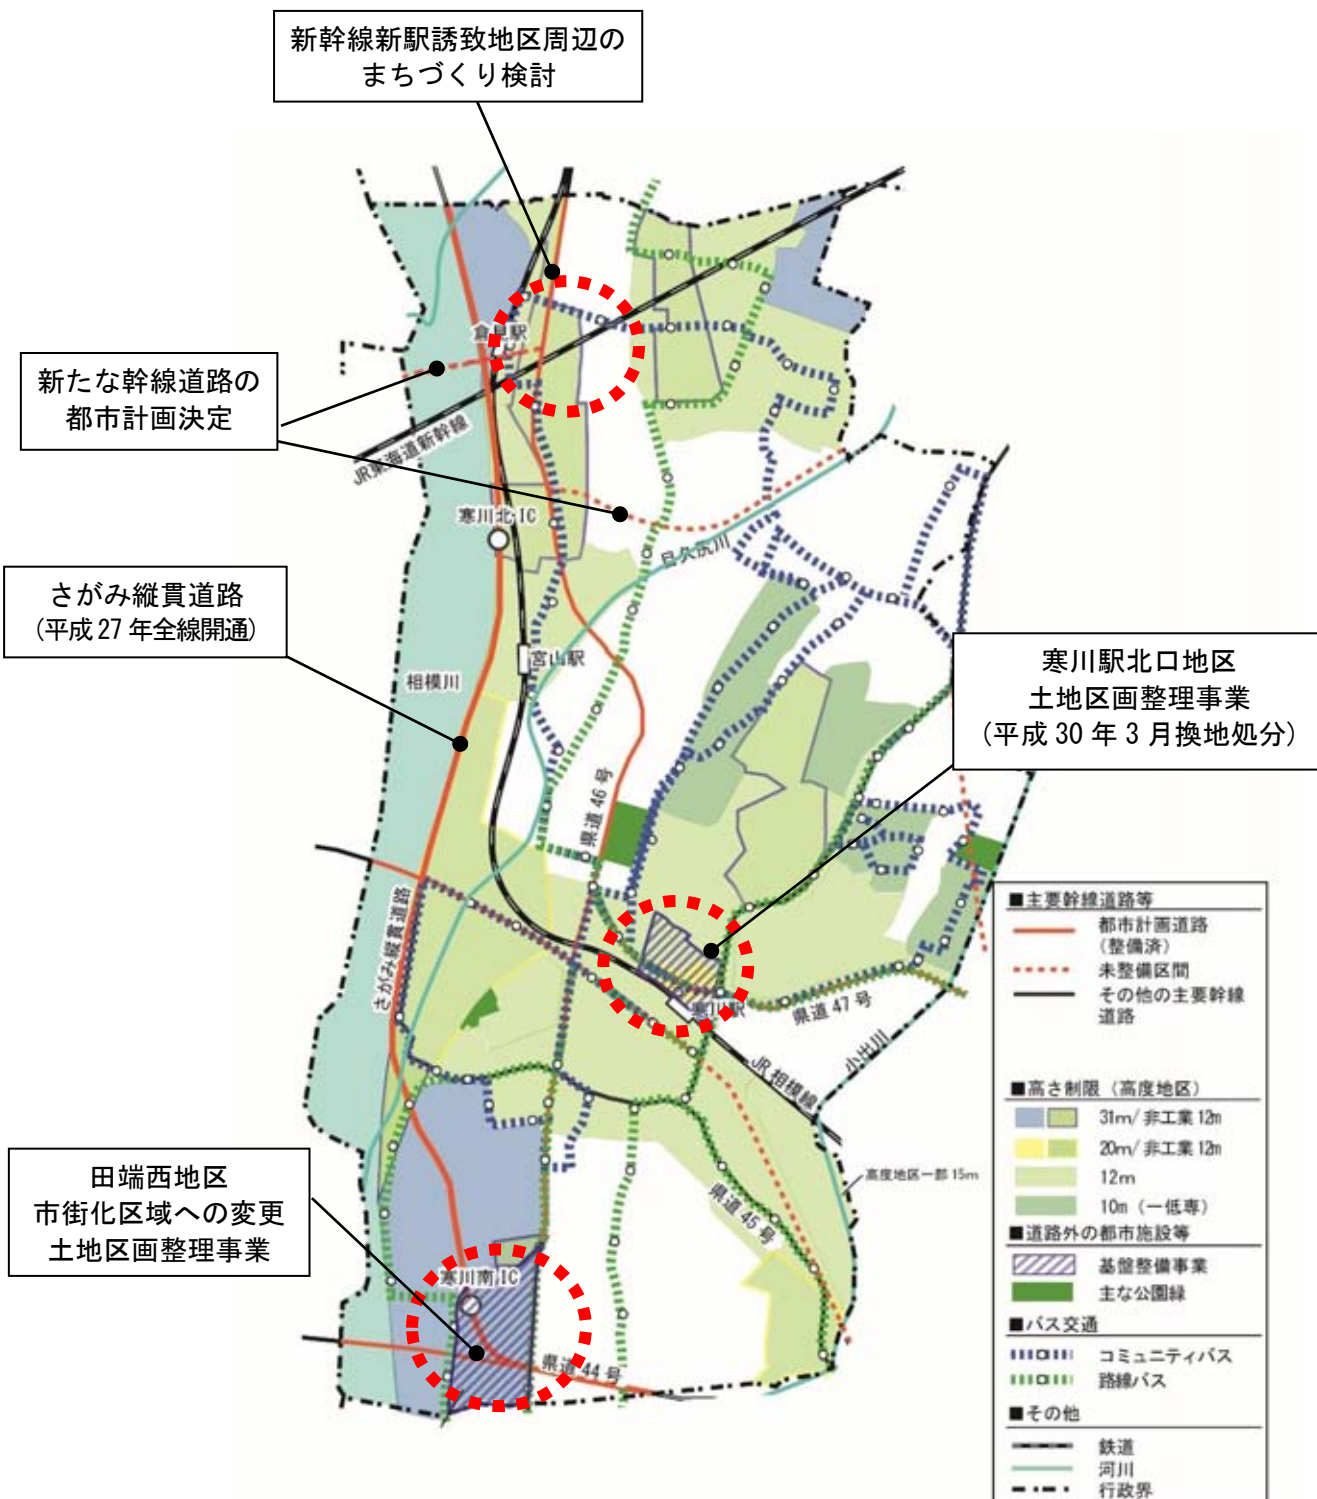 新幹線新駅誘致地区周辺の
まちづくり検討
倉見駅
新たな幹線道路の
都市計画決定
JR東海道新幹線
寒川北IC
目久尻川
さがみ縦貫道路
(平成27年全線開通)
宮山駅
相模川
寒川駅北口地区
土地区画整理事業
(平成30年3月換地処分)
県道46号
さがみ縦貫道路
寒川駅
県道47号
小出川
JR相模線
高度地区一部15m
県道45号
田端西地区
市街化区域への変更
土地区画整理事業
寒川南IC
県道44号
■主要幹線道路等
都市計画道路
(整備済)
未整備区間
その他の主要幹線
道路
■高さ制限(高度地区)
31m/非工業12m
20m/非工業12m
12m
10m(一低専)
■道路外の都市施設等
基盤整備事業
主な公園緑
■バス交通
コミュニティバス
路線バス
■その他
鉄道
河川
行政界